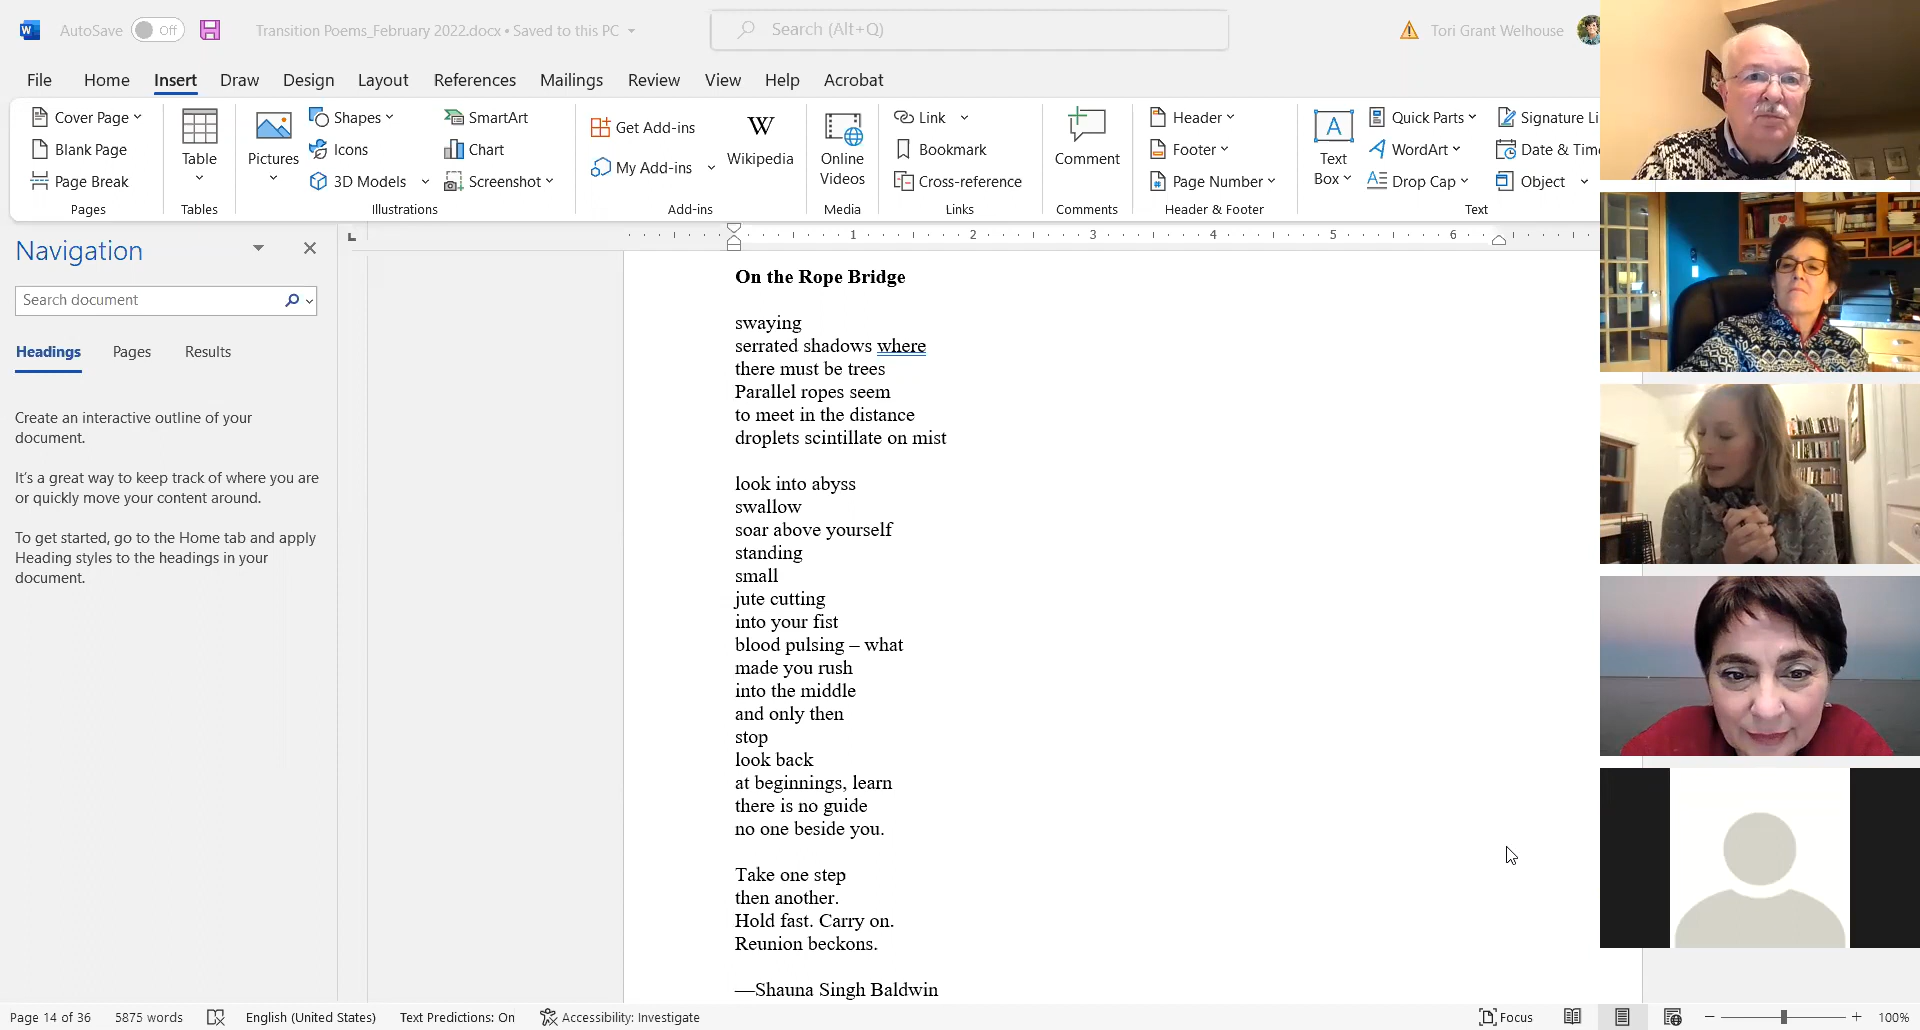 AutoSave Off
Transition Poems_February 2022.docx • Saved to this PC
Search (Alt+Q)
Tori Grant Welhouse
File Home Insert Draw Design Layout References Mailings Review View Help Acrobat
Cover Page
Blank Page
Page Break
Pages
Table
Tables
Pictures
Shapes
Icons
3D Models
SmartArt
Chart
Screenshot
Illustrations
Get Add-ins
My Add-ins
W
Wikipedia
Add-ins
Online
Videos
Media
Link
Bookmark
Cross-reference
Links
Comment
Comments
Header
Footer
Page Number
Header & Footer
A
Text
Box
Quick Parts
WordArt
Drop Cap
Signature Li
Date & Time
Object
Text
Navigation
Search document
Headings Pages Results
Create an interactive outline of your
document.
It's a great way to keep track of where you are
or quickly move your content around.
To get started, go to the Home tab and apply
Heading styles to the headings in your
document.
1 2 3 4 5 6
On the Rope Bridge
swaying
serrated shadows where
there must be trees
Parallel ropes seem
to meet in the distance
droplets scintillate on mist
look into abyss
swallow
soar above yourself
standing
small
jute cutting
into your fist
blood pulsing – what
made you rush
into the middle
and only then
stop
look back
at beginnings, learn
there is no guide
no one beside you.
Take one step
then another.
Hold fast. Carry on.
Reunion beckons.
—Shauna Singh Baldwin
Page 14 of 36 5875 words English (United States) Text Predictions: On Accessibility: Investigate
Focus 100%